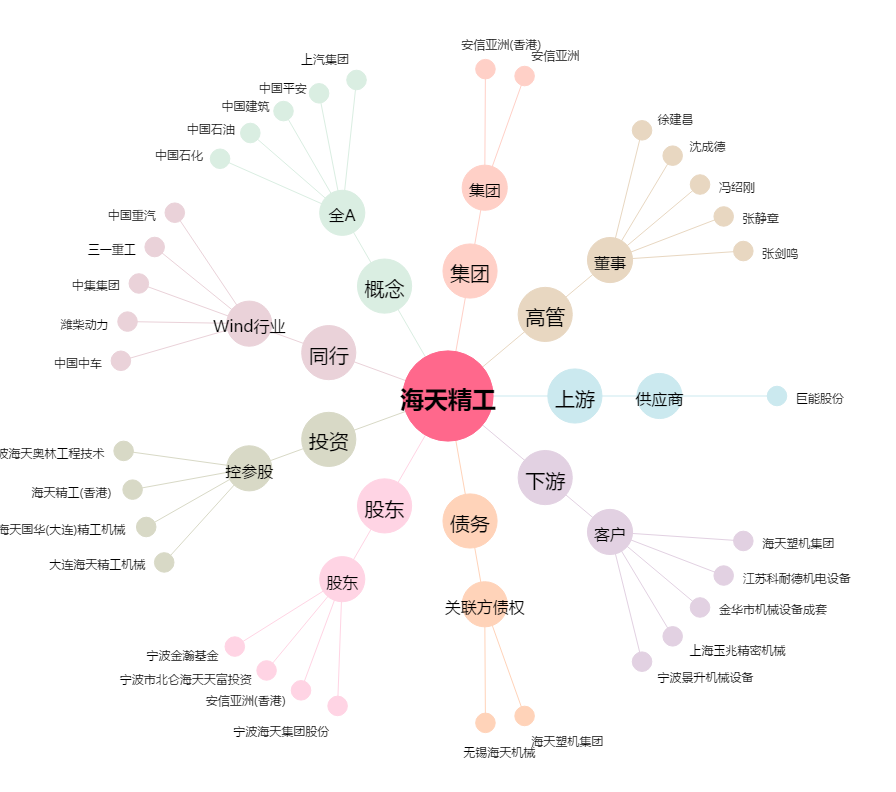 安信亚洲(香港)
安信亚洲
上汽集团
中国平安
中国建筑
中国石油
中国石化
全A
概念
集团
集团
徐建昌
沈成德
冯绍刚
张静章
张剑鸣
董事
高管
中国重汽
三一重工
中集集团
潍柴动力
中国中车
Wind行业
同行
海天精工
上游
供应商
巨能股份
投资
控参股
波海天奥林工程技术
海天精工(香港)
海天国华(大连)精工机械
大连海天精工机械
股东
股东
宁波金瀚基金
宁波市北仑海天天富投资
安信亚洲(香港)
宁波海天集团股份
债务
关联方债权
无锡海天机械
海天塑机集团
下游
客户
海天塑机集团
江苏科耐德机电设备
金华市机械设备成套
上海玉兆精密机械
宁波景升机械设备